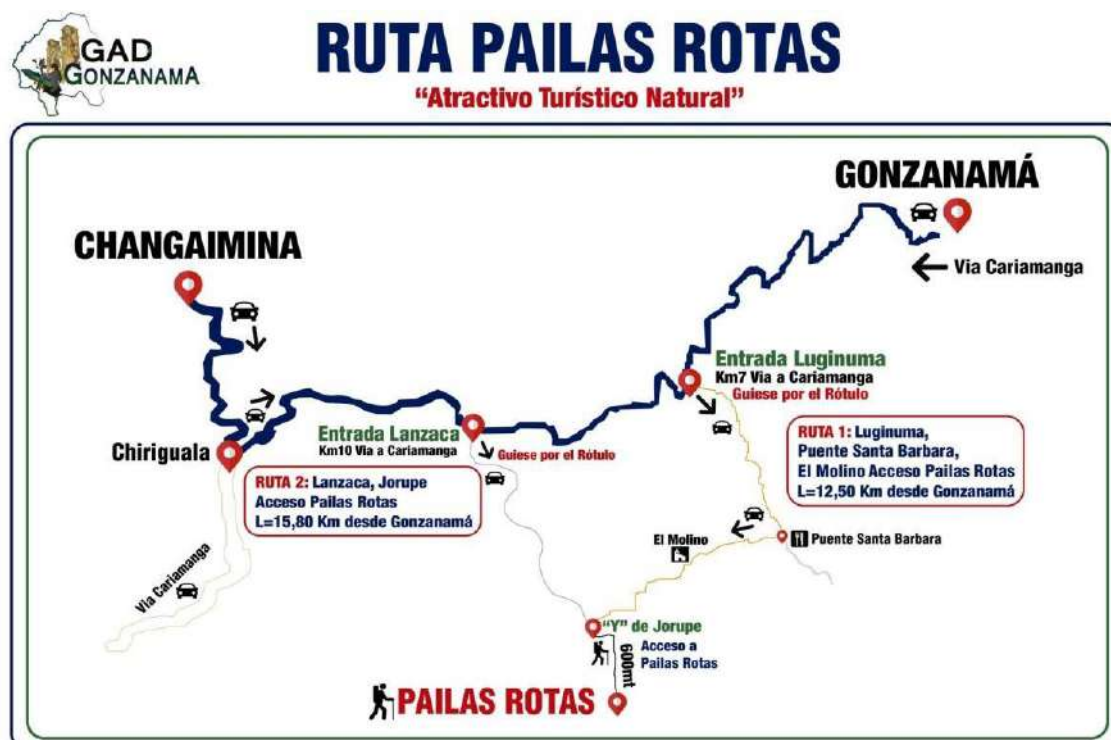 GAD
GONZANAMA
RUTA PAILAS ROTAS
“Atractivo Turístico Natural”
GONZANAMÁ
Via Cariamanga
CHANGAIMINA
Entrada Luginuma
Km7 Via a Cariamanga
Guiese por el Rótulo
Entrada Lanzaca
Km10 Via a Cariamanga
Guiese por el Rótulo
Chiriguala
RUTA 1: Luginuma,
Puente Santa Barbara,
El Molino Acceso Pailas Rotas
L=12,50 Km desde Gonzanamá
RUTA 2: Lanzaca, Jorupe
Acceso Pailas Rotas
L=15,80 Km desde Gonzanamá
El Molino
Puente Santa Barbara
Via Cariamanga
“Y” de Jorupe
Acceso a
Pailas Rotas
600mt
PAILAS ROTAS